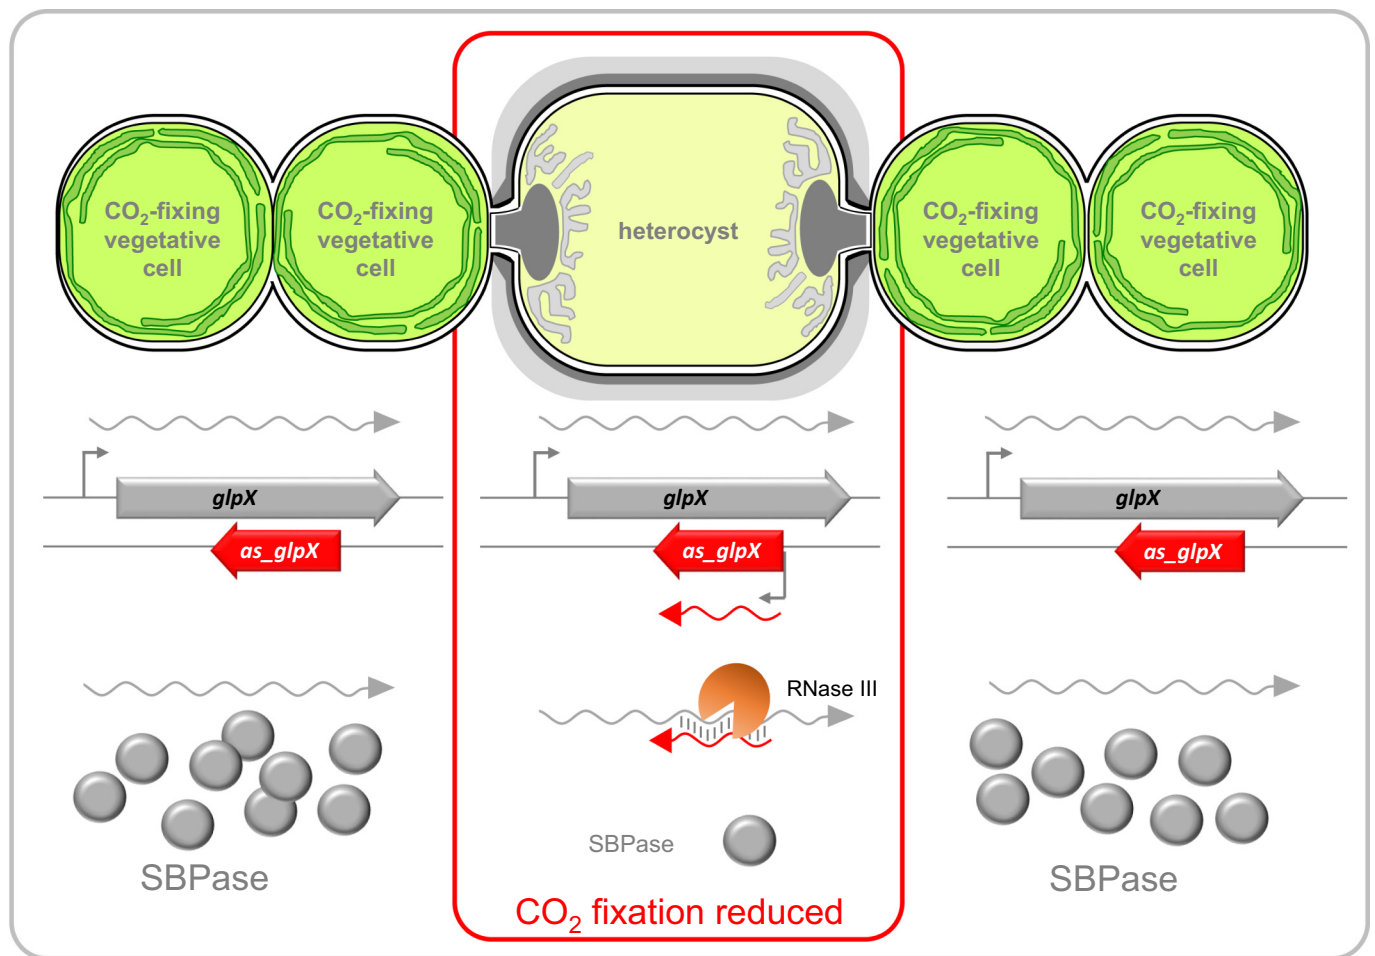 CO₂-fixing
vegetative
cell
CO₂-fixing
vegetative
cell
heterocyst
CO₂-fixing
vegetative
cell
CO₂-fixing
vegetative
cell
glpX
as_glpX
glpX
as_glpX
glpX
as_glpX
RNase III
SBPase
SBPase
SBPase
CO₂ fixation reduced